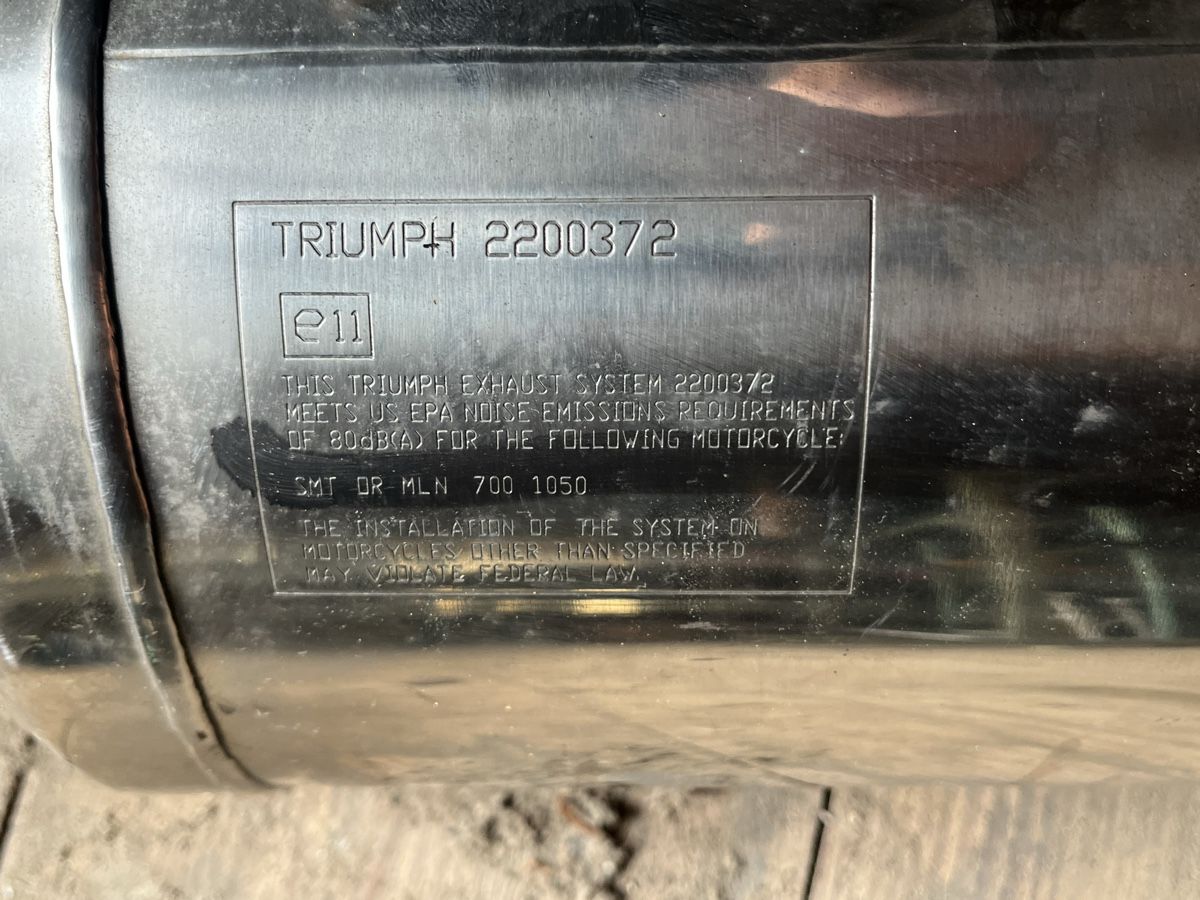 TRIUMPH 2200372
e11
THIS TRIUMPH EXHAUST SYSTEM 2200372
MEETS US EPA NOISE EMISSIONS REQUIREMENTS
OF 80dB(A) FOR THE FOLLOWING MOTORCYCLE:
SMT OR MLN 700 1050
THE INSTALLATION OF THE SYSTEM ON
MOTORCYCLES OTHER THAN SPECIFIED
MAY VIOLATE FEDERAL LAW.